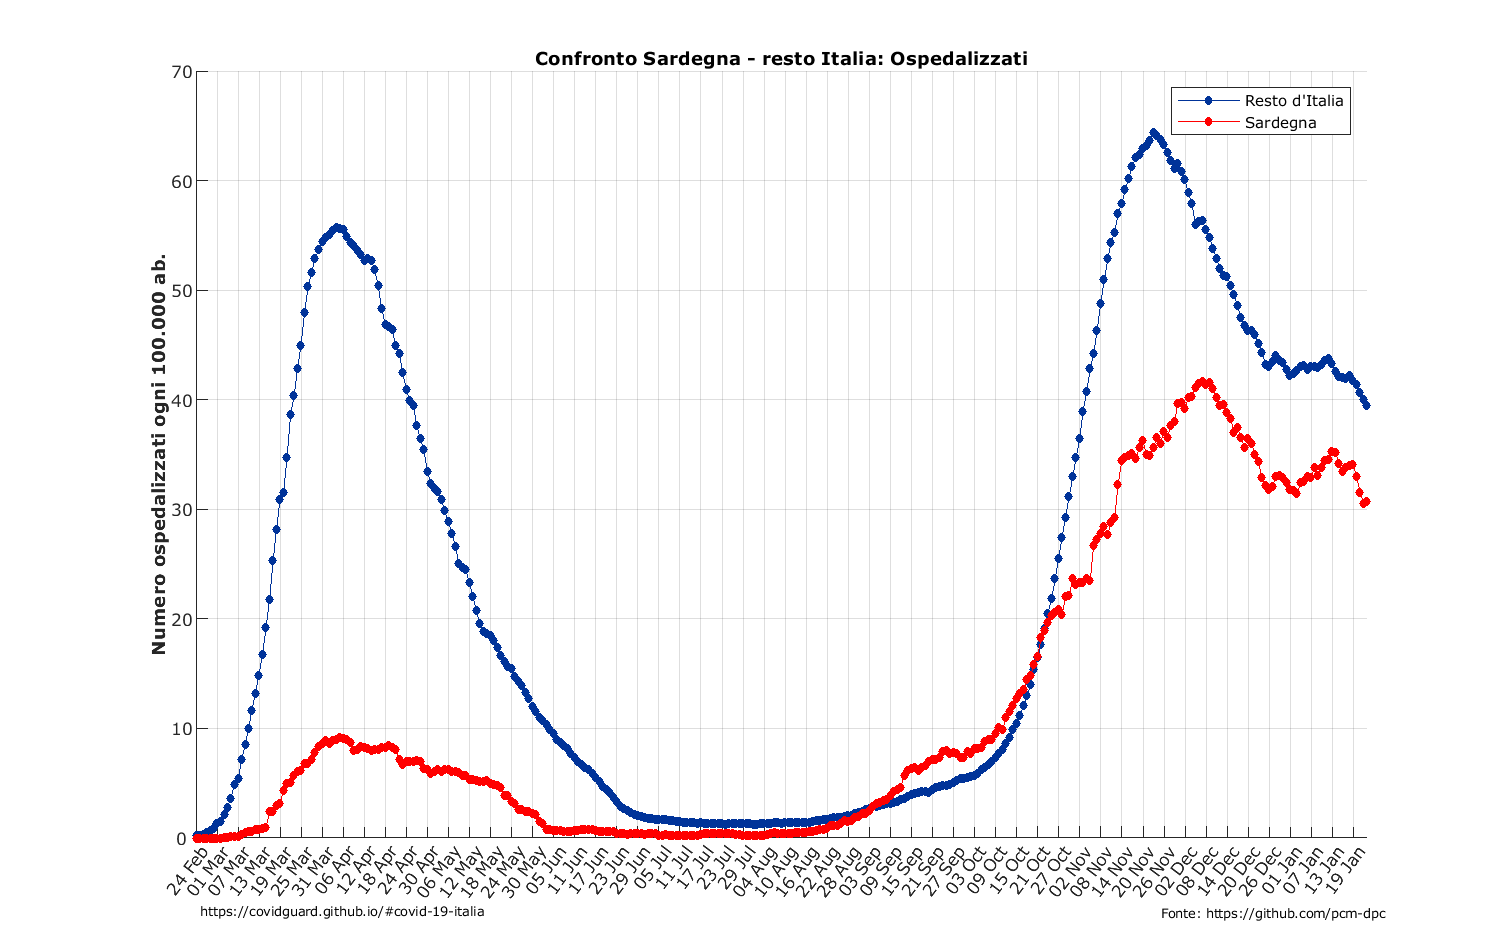 Confronto Sardegna - resto Italia: Ospedalizzati
Resto d'Italia
Sardegna
Numero ospedalizzati ogni 100.000 ab.
70
60
50
40
30
20
10
0
24 Feb
01 Mar
07 Mar
13 Mar
19 Mar
25 Mar
31 Mar
06 Apr
12 Apr
18 Apr
24 Apr
30 Apr
06 May
12 May
18 May
24 May
30 May
05 Jun
11 Jun
17 Jun
23 Jun
29 Jun
05 Jul
11 Jul
17 Jul
23 Jul
29 Jul
04 Aug
10 Aug
16 Aug
22 Aug
28 Aug
03 Sep
09 Sep
15 Sep
21 Sep
27 Sep
03 Oct
09 Oct
15 Oct
21 Oct
27 Oct
02 Nov
08 Nov
14 Nov
20 Nov
26 Nov
02 Dec
08 Dec
14 Dec
20 Dec
26 Dec
01 Jan
07 Jan
13 Jan
19 Jan
https://covidguard.github.io/#covid-19-italia
Fonte: https://github.com/pcm-dpc